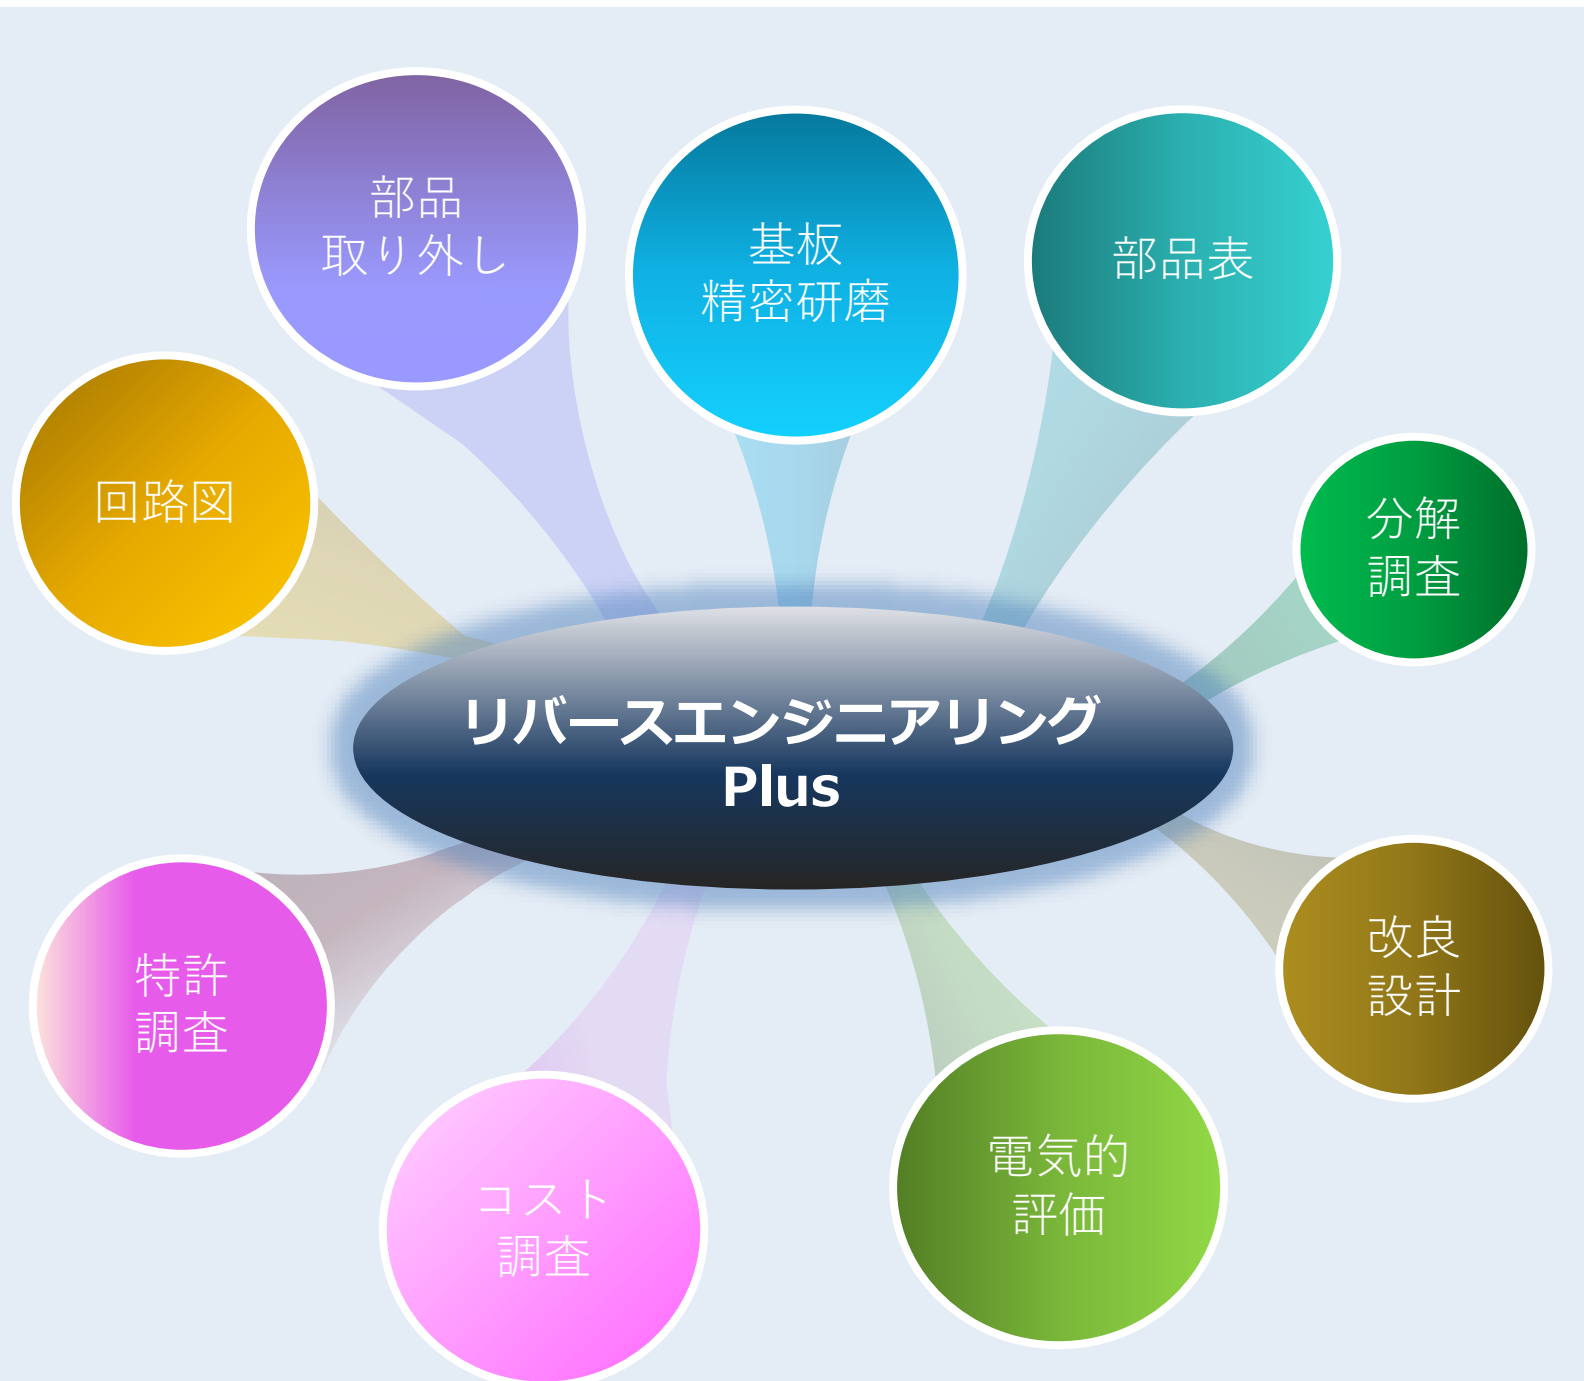 部品
取り外し
基板
精密研磨
部品表
回路図
分解
調査
リバースエンジニアリング
Plus
特許
調査
改良
設計
コスト
調査
電気的
評価